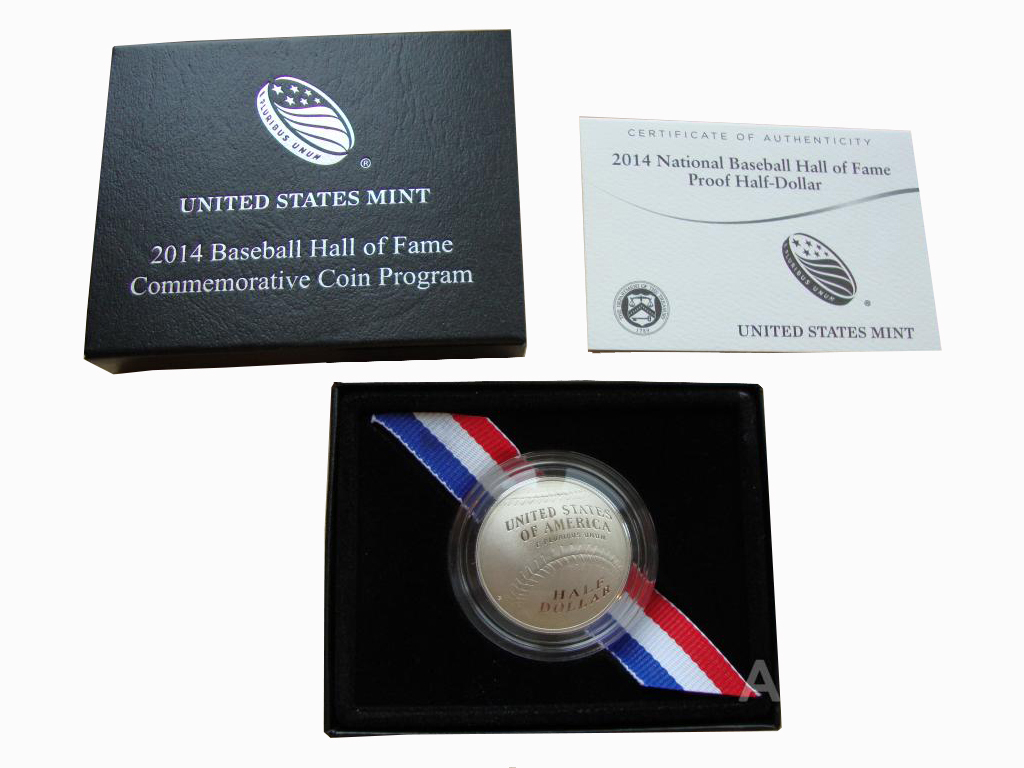 PLURIBUS UNUM
®
UNITED STATES MINT
2014 Baseball Hall of Fame
Commemorative Coin Program
CERTIFICATE OF AUTHENTICITY
2014 National Baseball Hall of Fame
Proof Half-Dollar
PLURIBUS UNUM
®
1789
UNITED STATES MINT
UNITED STATES
OF AMERICA
E PLURIBUS UNUM
HALF
DOLLAR
A